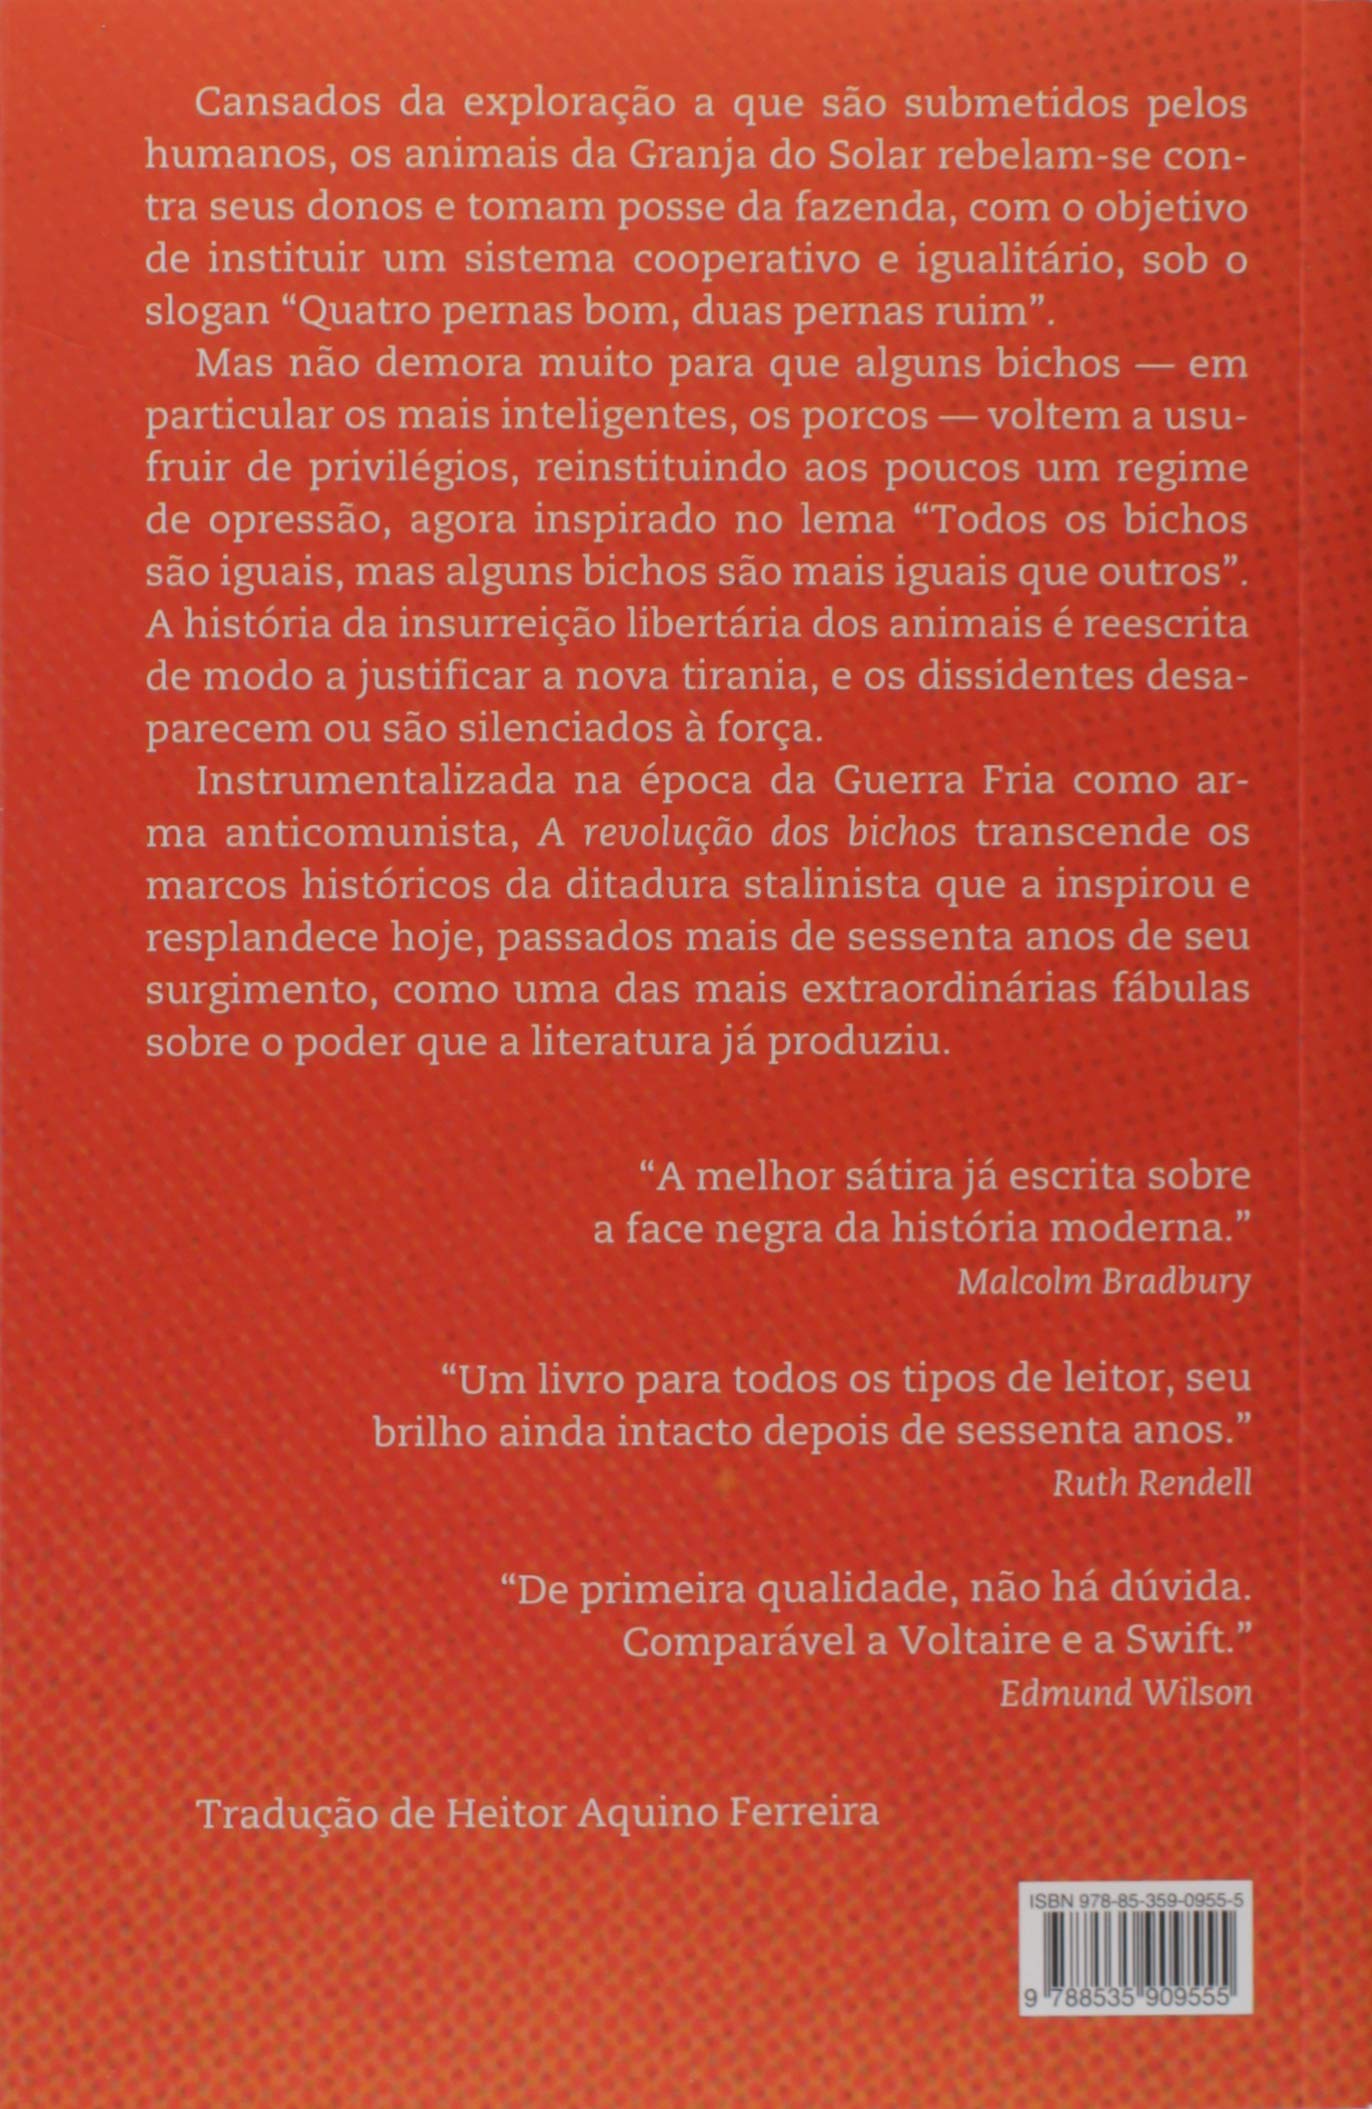 Cansados da exploração a que são submetidos pelos
humanos, os animais da Granja do Solar rebelam-se con-
tra seus donos e tomam posse da fazenda, com o objetivo
de instituir um sistema cooperativo e igualitário, sob o
slogan “Quatro pernas bom, duas pernas ruim”.
Mas não demora muito para que alguns bichos — em
particular os mais inteligentes, os porcos — voltem a usu-
fruir de privilégios, reinstituindo aos poucos um regime
de opressão, agora inspirado no lema “Todos os bichos
são iguais, mas alguns bichos são mais iguais que outros”.
A história da insurreição libertária dos animais é reescrita
de modo a justificar a nova tirania, e os dissidentes desa-
parecem ou são silenciados à força.
Instrumentalizada na época da Guerra Fria como ar-
ma anticomunista, A revolução dos bichos transcende os
marcos históricos da ditadura stalinista que a inspirou e
resplandece hoje, passados mais de sessenta anos de seu
surgimento, como uma das mais extraordinárias fábulas
sobre o poder que a literatura já produziu.
“A melhor sátira já escrita sobre
a face negra da história moderna.”
Malcolm Bradbury
“Um livro para todos os tipos de leitor, seu
brilho ainda intacto depois de sessenta anos.”
Ruth Rendell
“De primeira qualidade, não há dúvida.
Comparável a Voltaire e a Swift.”
Edmund Wilson
Tradução de Heitor Aquino Ferreira
ISBN 978-85-359-0955-5
9 788535 909555